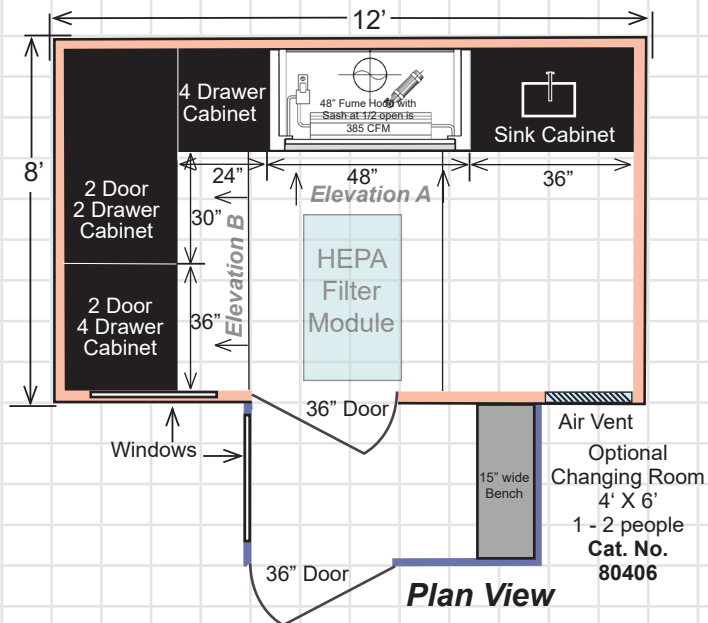 12’
8’
4 Drawer
Cabinet
48” Fume Hood with
Sash at 1/2 open is
385 CFM
Sink Cabinet
24”
48”
36”
Elevation A
2 Door
2 Drawer
Cabinet
30”
Elevation B
HEPA
Filter
Module
2 Door
4 Drawer
Cabinet
36”
36” Door
Air Vent
Windows
Optional
Changing Room
4‘ X 6’
1 - 2 people
Cat. No.
80406
15” wide
Bench
36” Door
Plan View